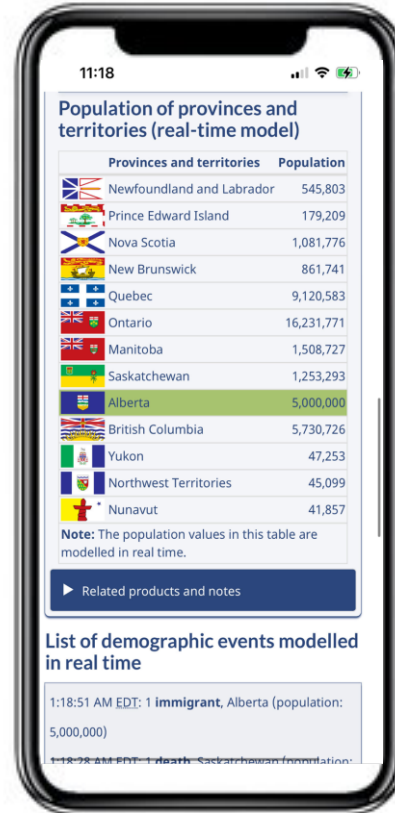 11:18
Population of provinces and
territories (real-time model)
Provinces and territories Population
Newfoundland and Labrador 545,803
Prince Edward Island 179,209
Nova Scotia 1,081,776
New Brunswick 861,741
Quebec 9,120,583
Ontario 16,231,771
Manitoba 1,508,727
Saskatchewan 1,253,293
Alberta 5,000,000
British Columbia 5,730,726
Yukon 47,253
Northwest Territories 45,099
Nunavut 41,857
Note: The population values in this table are
modelled in real time.
Related products and notes
List of demographic events modelled
in real time
1:18:51 AM EDT: 1 immigrant, Alberta (population:
5,000,000)
1:18:28 AM EDT: 1 death, Saskatchewan (population: